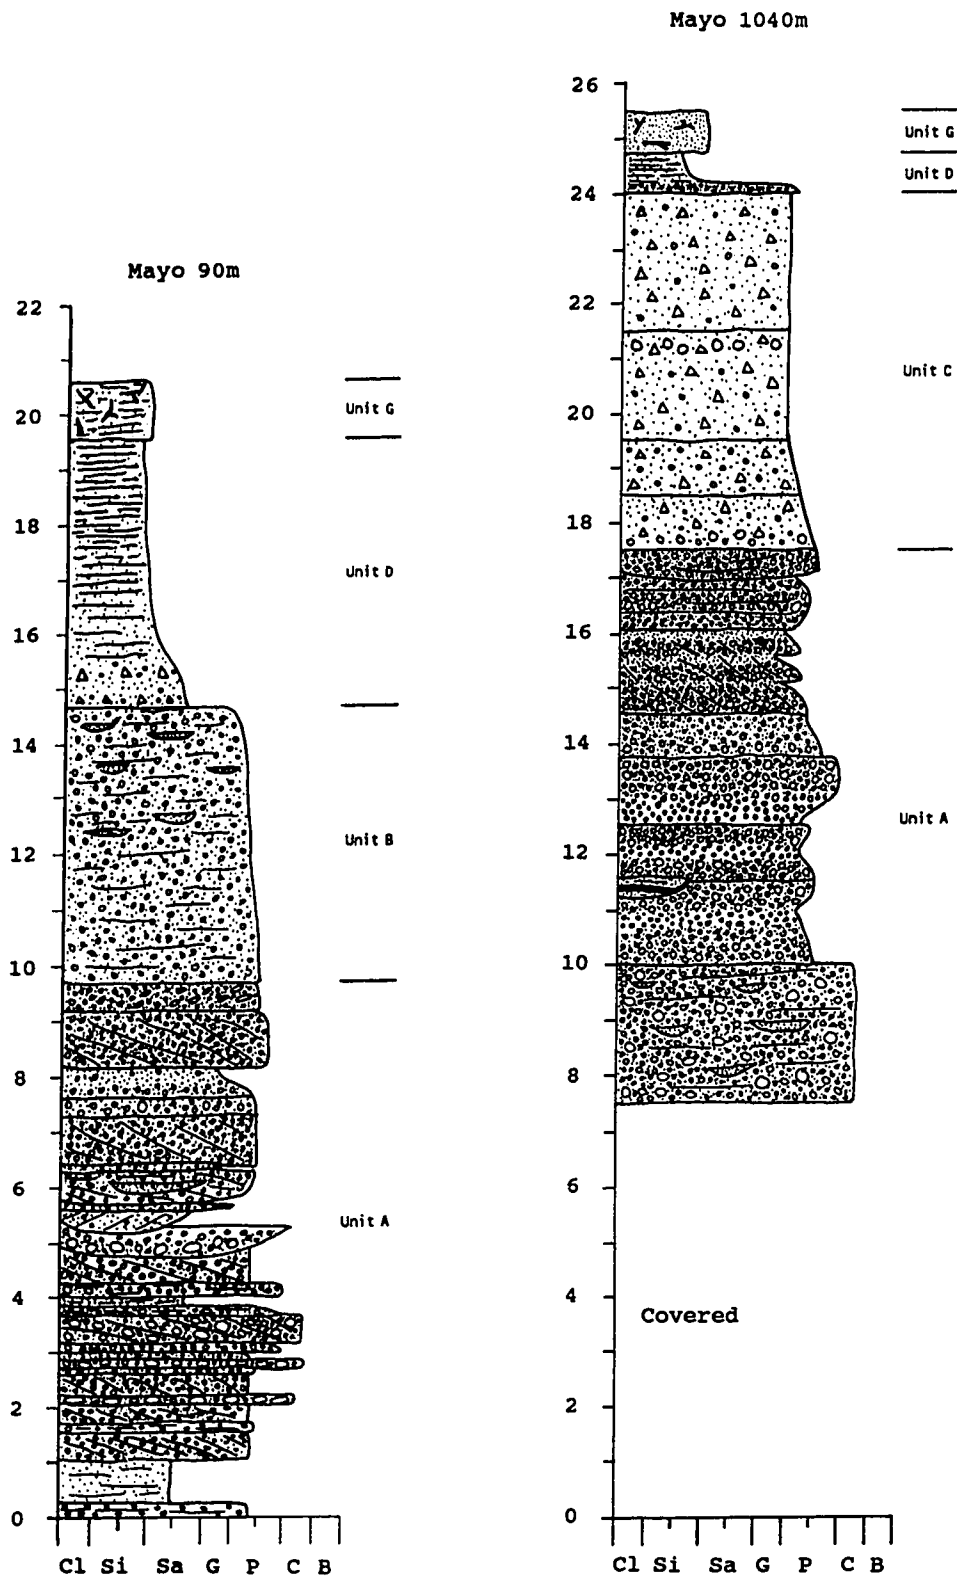 Mayo 90m
22
20
18
16
14
12
10
8
6
4
2
0
Unit G
Unit D
Unit B
Unit A
Cl Si Sa G P C B
Mayo 1040m
26
24
22
20
18
16
14
12
10
8
6
4
2
0
Unit G
Unit D
Unit C
Unit A
Covered
Cl Si Sa G P C B